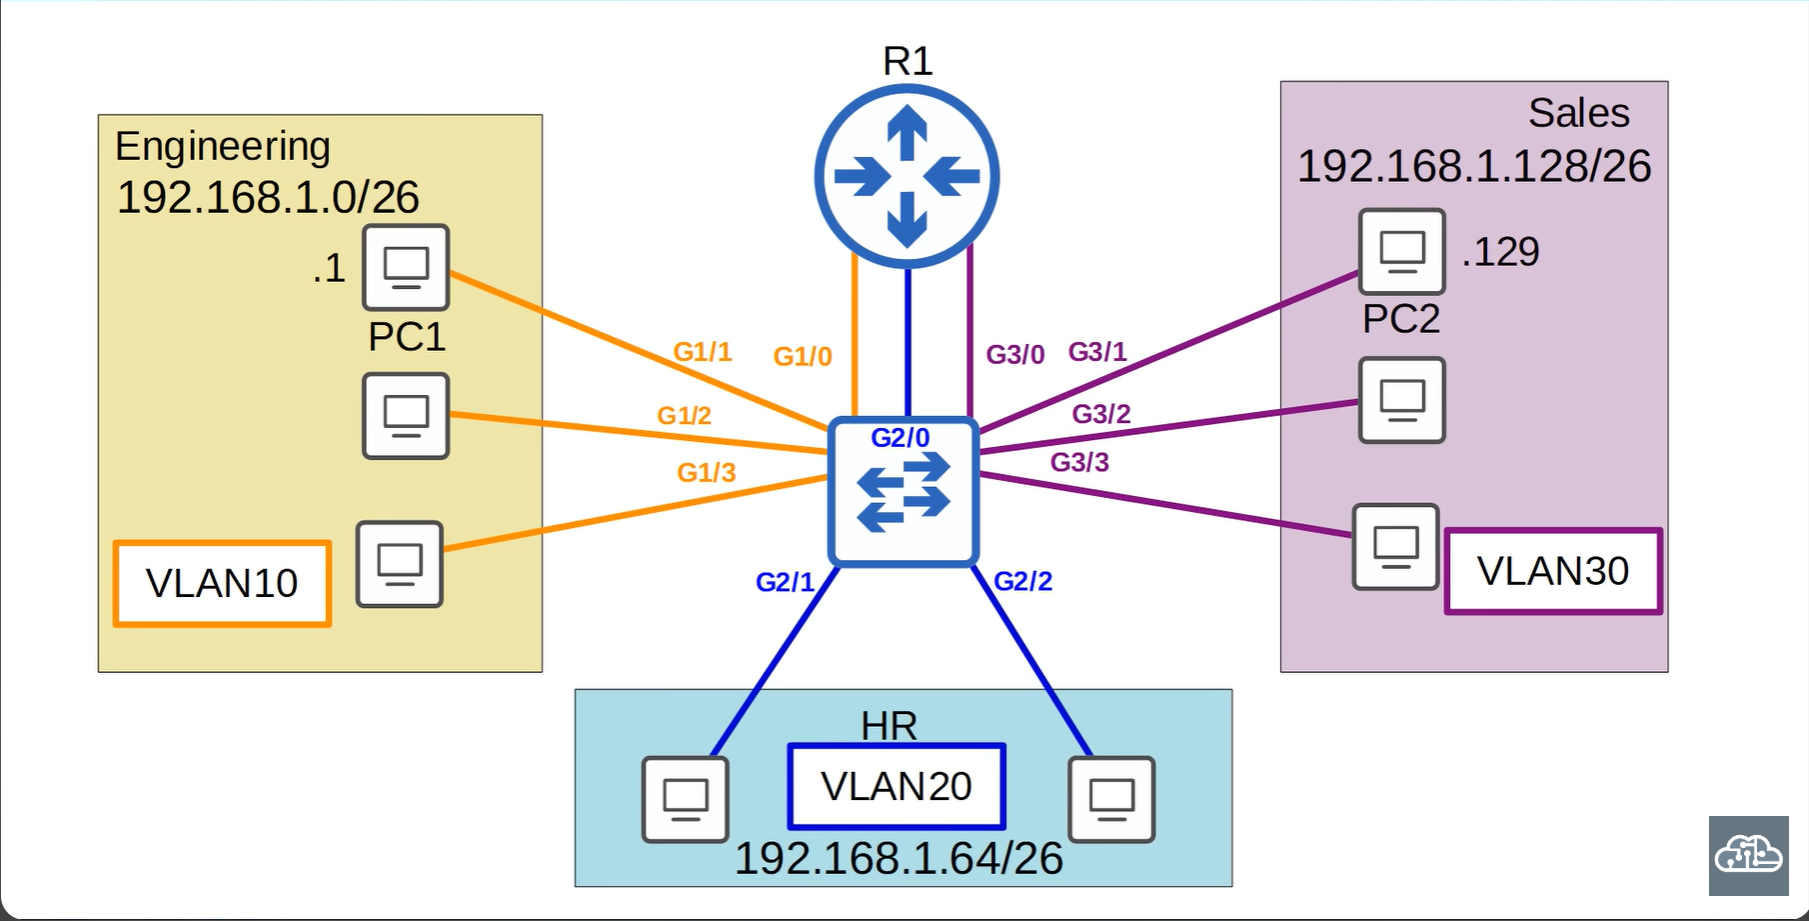 R1
Engineering
192.168.1.0/26
.1
PC1
VLAN10
G1/1
G1/0
G1/2
G1/3
G3/0
G3/1
G3/2
G3/3
G2/0
G2/1
G2/2
Sales
192.168.1.128/26
.129
PC2
VLAN30
HR
VLAN20
192.168.1.64/26